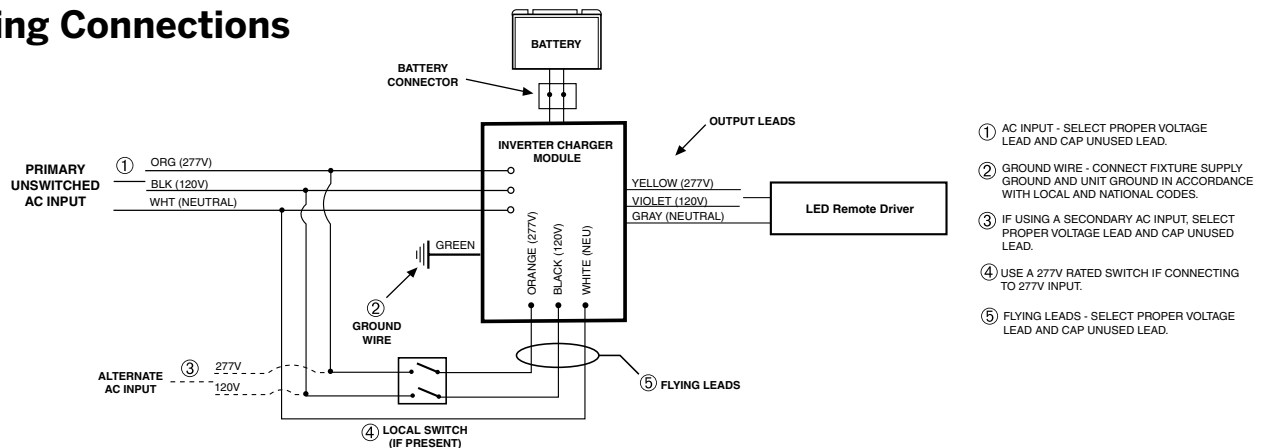 ing Connections
BATTERY
BATTERY
CONNECTOR
OUTPUT LEADS
INVERTER CHARGER
MODULE
PRIMARY
UNSWITCHED
AC INPUT
①
ORG (277V)
BLK (120V)
WHT (NEUTRAL)
YELLOW (277V)
VIOLET (120V)
GRAY (NEUTRAL)
LED Remote Driver
GREEN
②
GROUND
WIRE
ORANGE (277V)
BLACK (120V)
WHITE (NEU)
ALTERNATE
AC INPUT
③
277V
120V
④ LOCAL SWITCH
(IF PRESENT)
⑤ FLYING LEADS
① AC INPUT - SELECT PROPER VOLTAGE
LEAD AND CAP UNUSED LEAD.
② GROUND WIRE - CONNECT FIXTURE SUPPLY
GROUND AND UNIT GROUND IN ACCORDANCE
WITH LOCAL AND NATIONAL CODES.
③ IF USING A SECONDARY AC INPUT, SELECT
PROPER VOLTAGE LEAD AND CAP UNUSED
LEAD.
④ USE A 277V RATED SWITCH IF CONNECTING
TO 277V INPUT.
⑤ FLYING LEADS - SELECT PROPER VOLTAGE
LEAD AND CAP UNUSED LEAD.